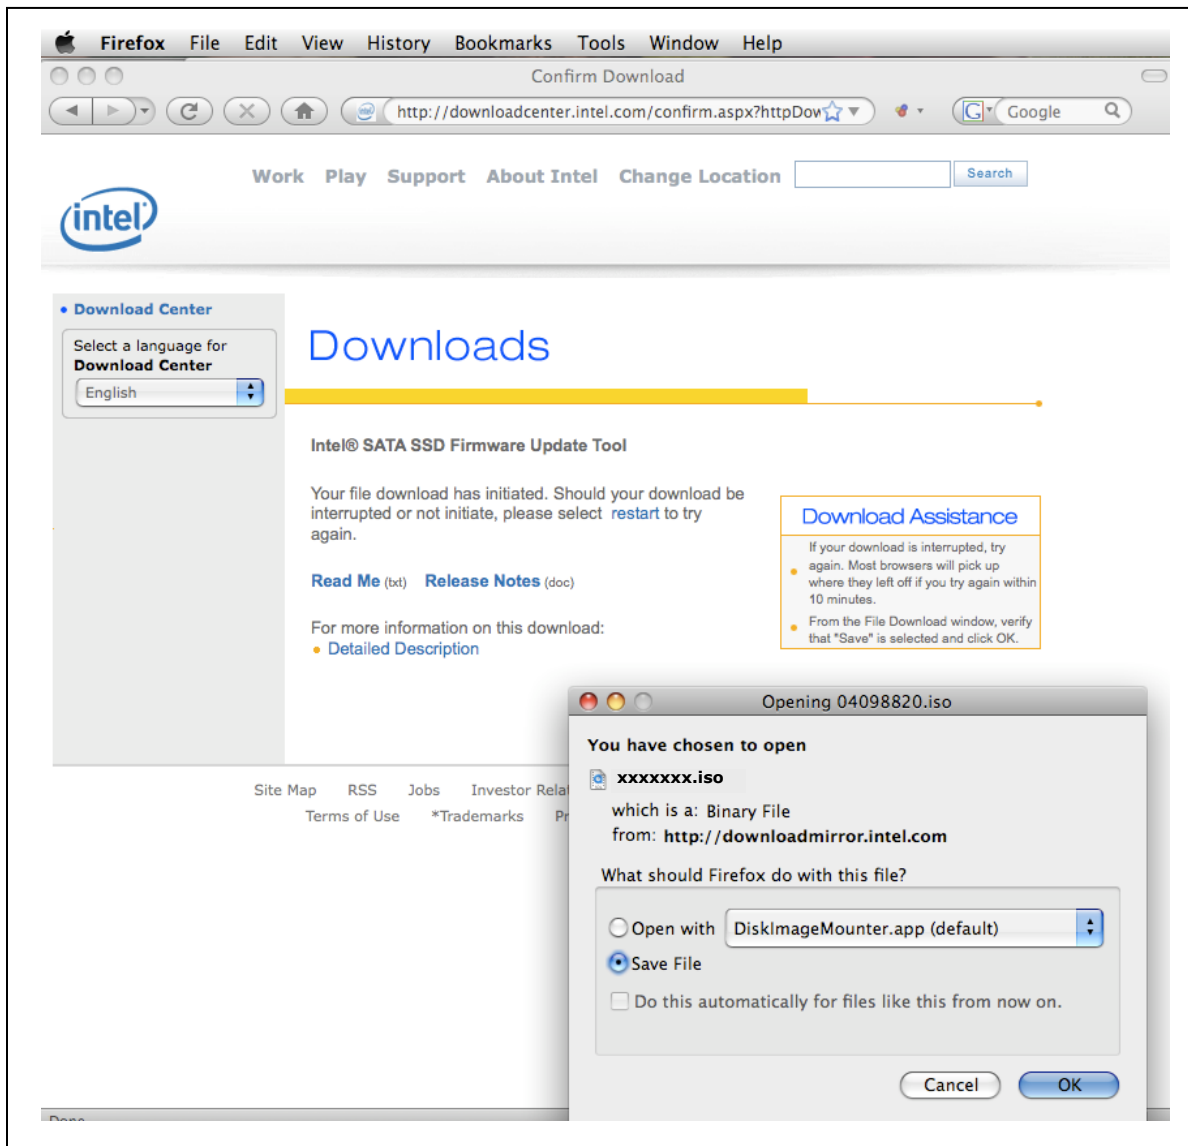 Firefox File Edit View History Bookmarks Tools Window Help
Confirm Download
http://downloadcenter.intel.com/confirm.aspx?httpDow
Google
Work Play Support About Intel Change Location Search
intel
Download Center
Select a language for
Download Center
English
Downloads
Intel® SATA SSD Firmware Update Tool
Your file download has initiated. Should your download be
interrupted or not initiate, please select restart to try
again.
Read Me (txt) Release Notes (doc)
For more information on this download:
Detailed Description
Download Assistance
If your download is interrupted, try
again. Most browsers will pick up
where they left off if you try again within
10 minutes.
From the File Download window, verify
that "Save" is selected and click OK.
Site Map RSS Jobs Investor Rela
Terms of Use *Trademarks Pr
Opening 04098820.iso
You have chosen to open
xxxxxxx.iso
which is a: Binary File
from: http://downloadmirror.intel.com
What should Firefox do with this file?
Open with DiskImageMounter.app (default)
Save File
Do this automatically for files like this from now on.
Cancel OK
Done